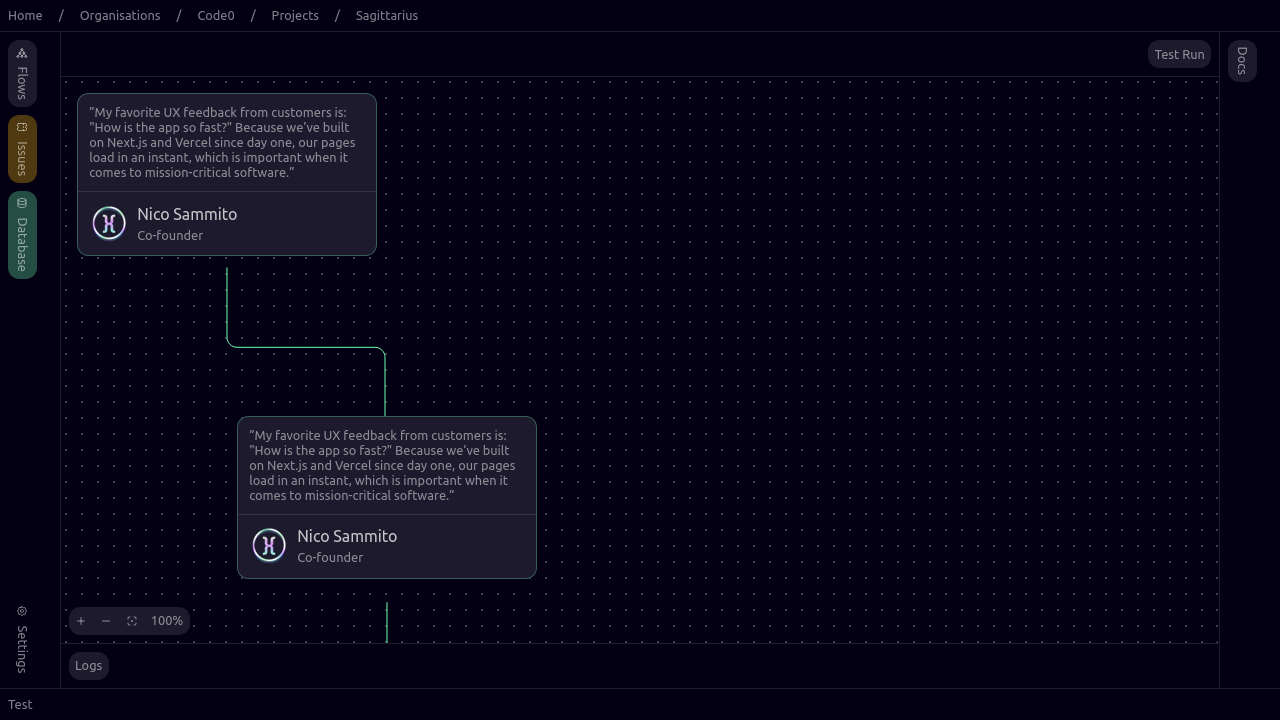 Home / Organisations / Code0 / Projects / Sagittarius
Flows
Issues
Database
Settings
Test Run
Docs
”My favorite UX feedback from customers is:
"How is the app so fast?" Because we’ve built
on Next.js and Vercel since day one, our pages
load in an instant, which is important when it
comes to mission-critical software.”
Nico Sammito
Co-founder
”My favorite UX feedback from customers is:
"How is the app so fast?" Because we’ve built
on Next.js and Vercel since day one, our pages
load in an instant, which is important when it
comes to mission-critical software.”
Nico Sammito
Co-founder
100%
Logs
Test